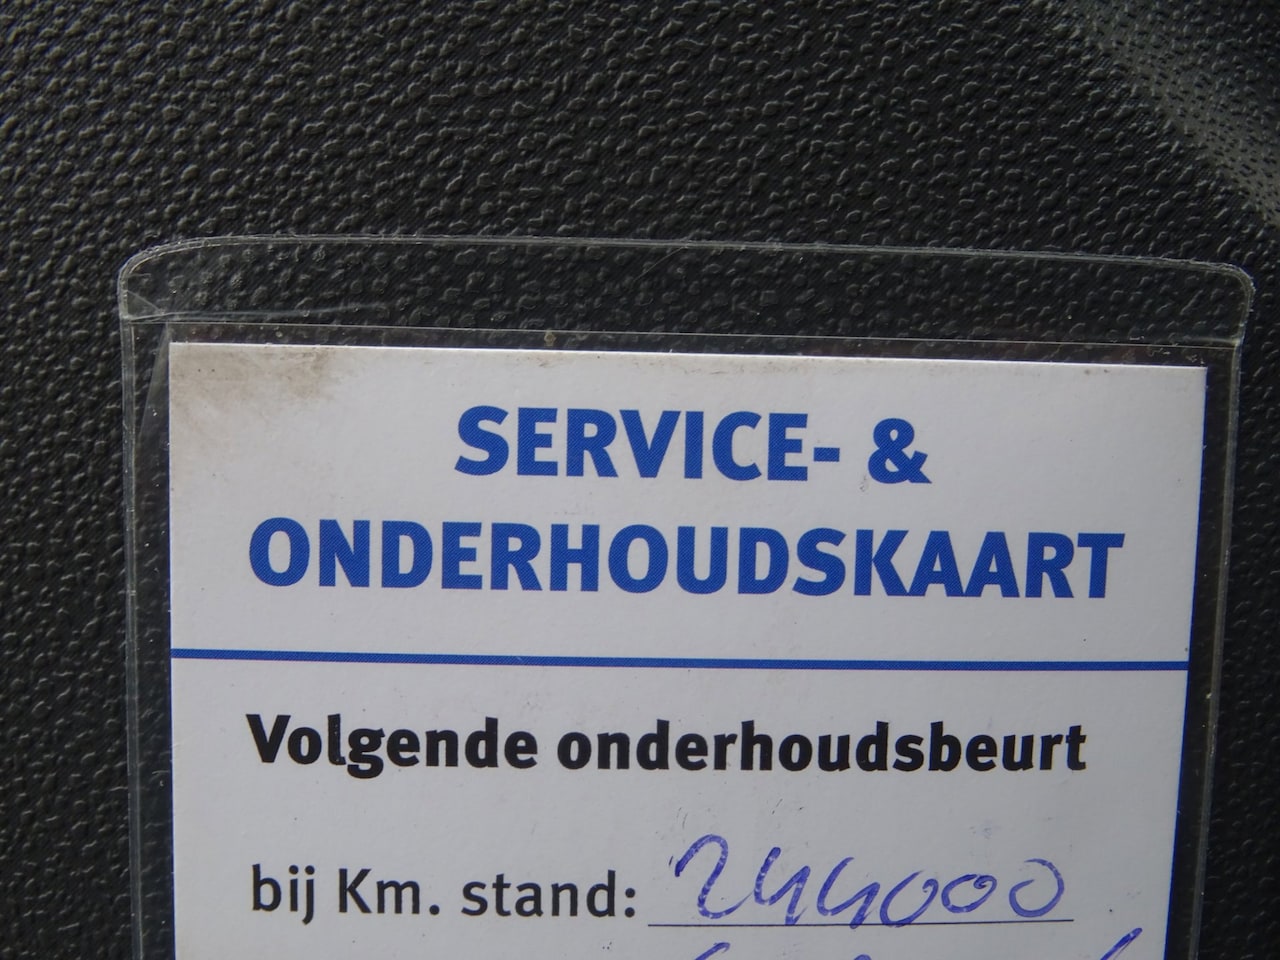 SERVICE- &
ONDERHOUDSKAART
Volgende onderhoudsbeurt
bij Km. stand: 244000